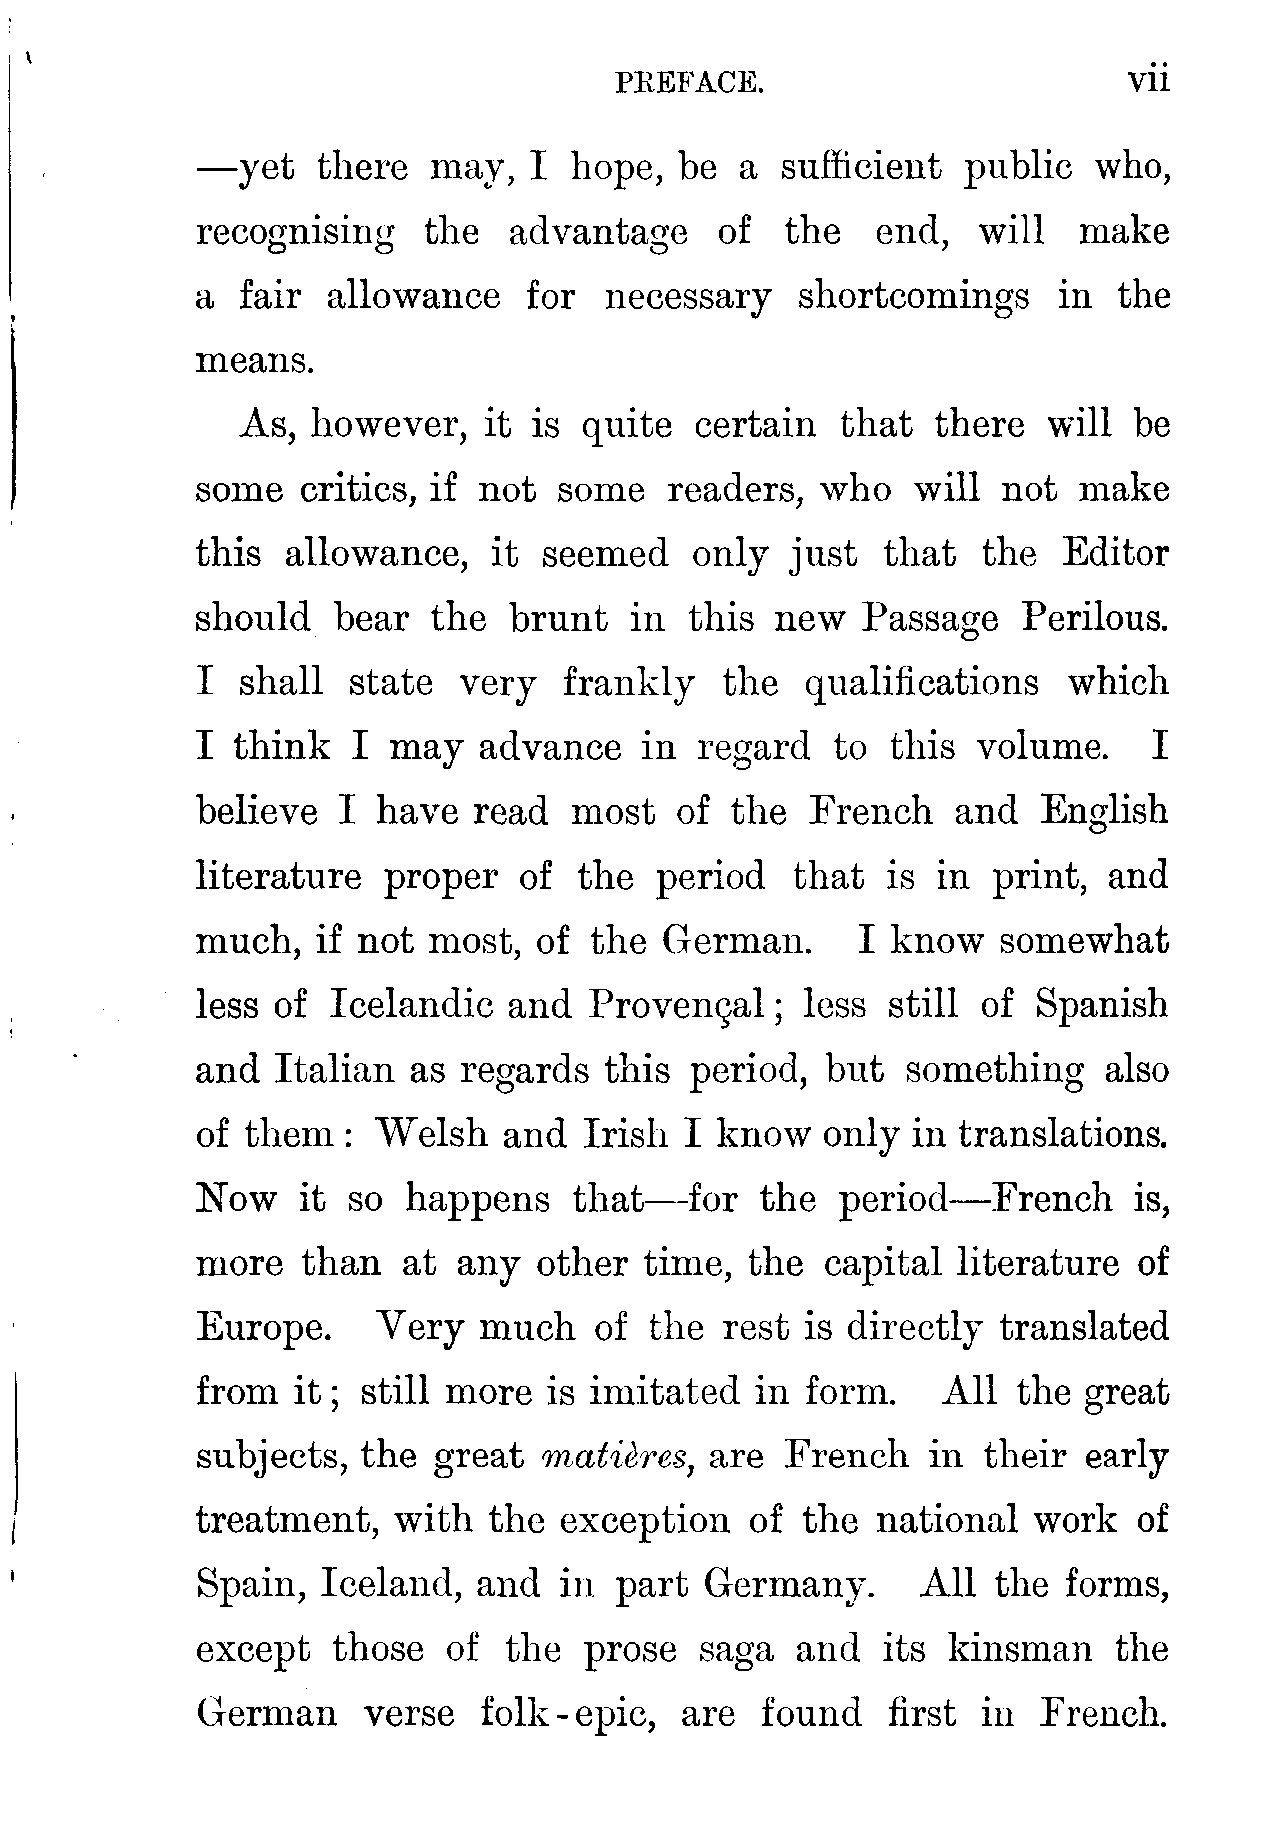 PREFACE. vii
—yet there may, I hope, be a sufficient public who,
recognising the advantage of the end, will make
a fair allowance for necessary shortcomings in the
means.
As, however, it is quite certain that there will be
some critics, if not some readers, who will not make
this allowance, it seemed only just that the Editor
should bear the brunt in this new Passage Perilous.
I shall state very frankly the qualifications which
I think I may advance in regard to this volume. I
believe I have read most of the French and English
literature proper of the period that is in print, and
much, if not most, of the German. I know somewhat
less of Icelandic and Provençal; less still of Spanish
and Italian as regards this period, but something also
of them: Welsh and Irish I know only in translations.
Now it so happens that—for the period—French is,
more than at any other time, the capital literature of
Europe. Very much of the rest is directly translated
from it; still more is imitated in form. All the great
subjects, the great matières, are French in their early
treatment, with the exception of the national work of
Spain, Iceland, and in part Germany. All the forms,
except those of the prose saga and its kinsman the
German verse folk-epic, are found first in French.